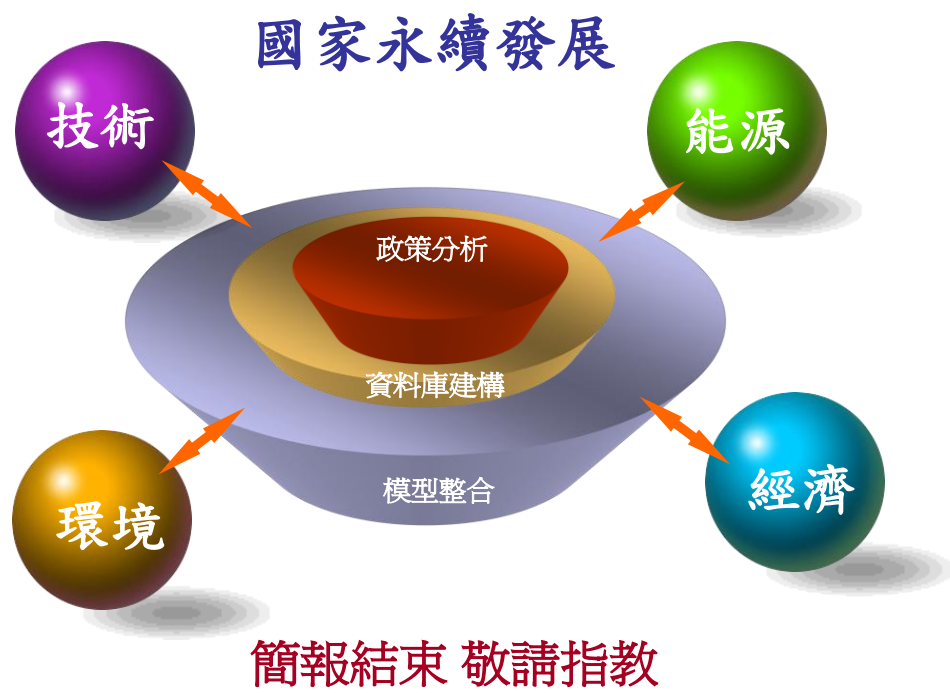 國家永續發展
技術
能源
政策分析
資料庫建構
模型整合
環境
經濟
簡報結束 敬請指教